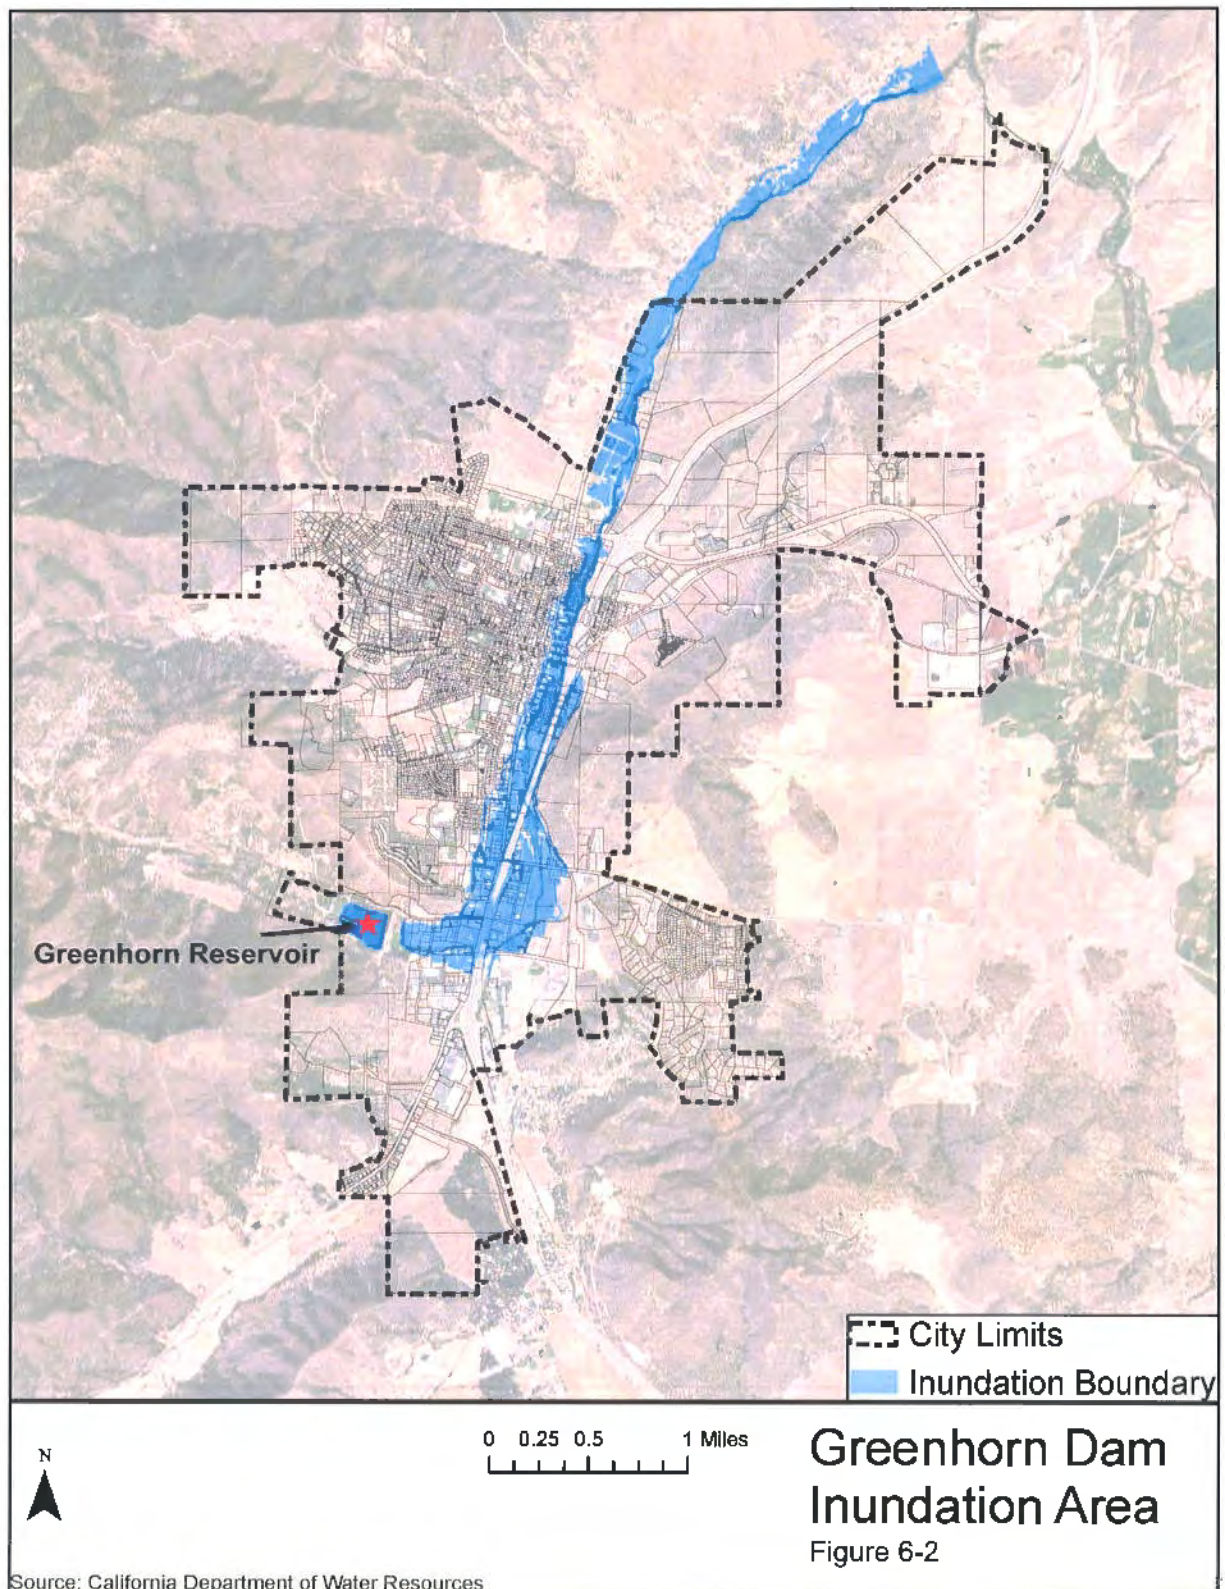 Greenhorn Reservoir
City Limits
Inundation Boundary
N
0 0.25 0.5 1 Miles
Greenhorn Dam
Inundation Area
Figure 6-2
Source: California Department of Water Resources